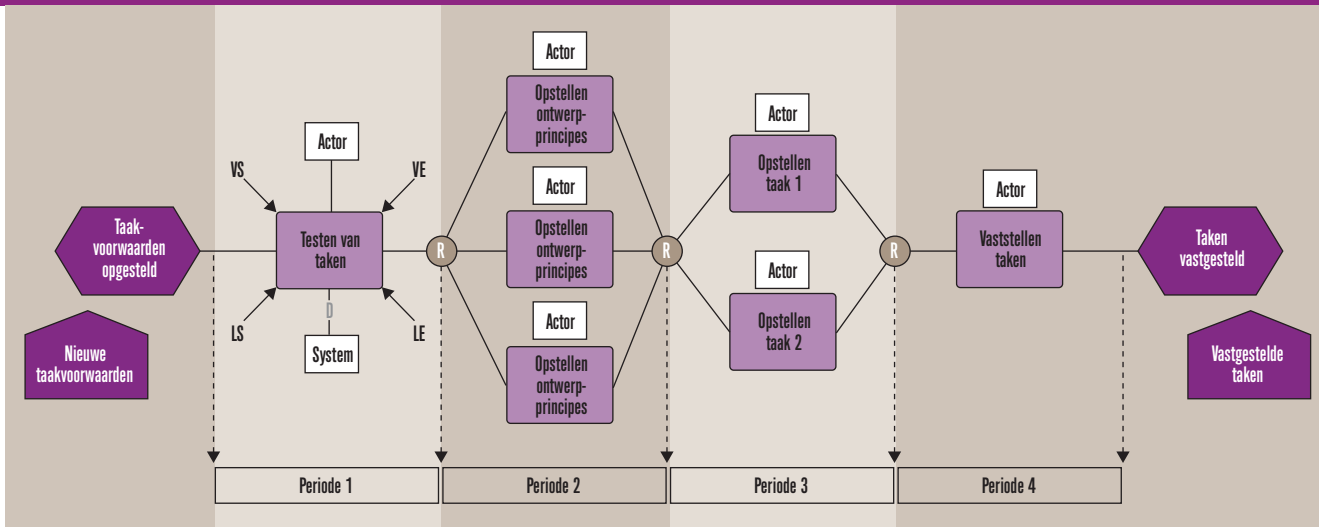 Taak-
voorwaarden
opgesteld
Nieuwe
taakvoorwaarden
Actor
VS
VE
Testen van
taken
LS
LE
D
System
R
Actor
Opstellen
ontwerp-
principes
Actor
Opstellen
ontwerp-
principes
Actor
Opstellen
ontwerp-
principes
R
Actor
Opstellen
taak 1
Actor
Opstellen
taak 2
R
Actor
Vaststellen
taken
Taken
vastgesteld
Vastgestelde
taken
Periode 1
Periode 2
Periode 3
Periode 4